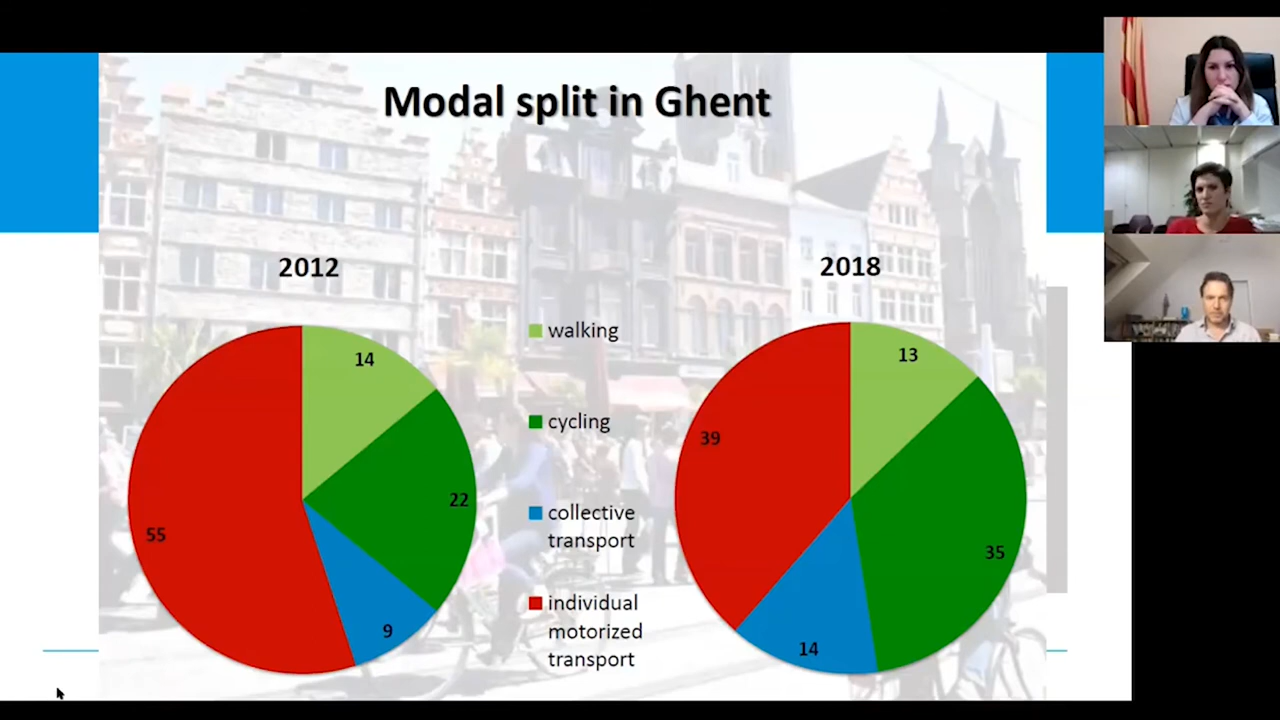 Modal split in Ghent
2012
2018
walking
cycling
collective
transport
individual
motorized
transport
14
22
9
55
13
35
14
39